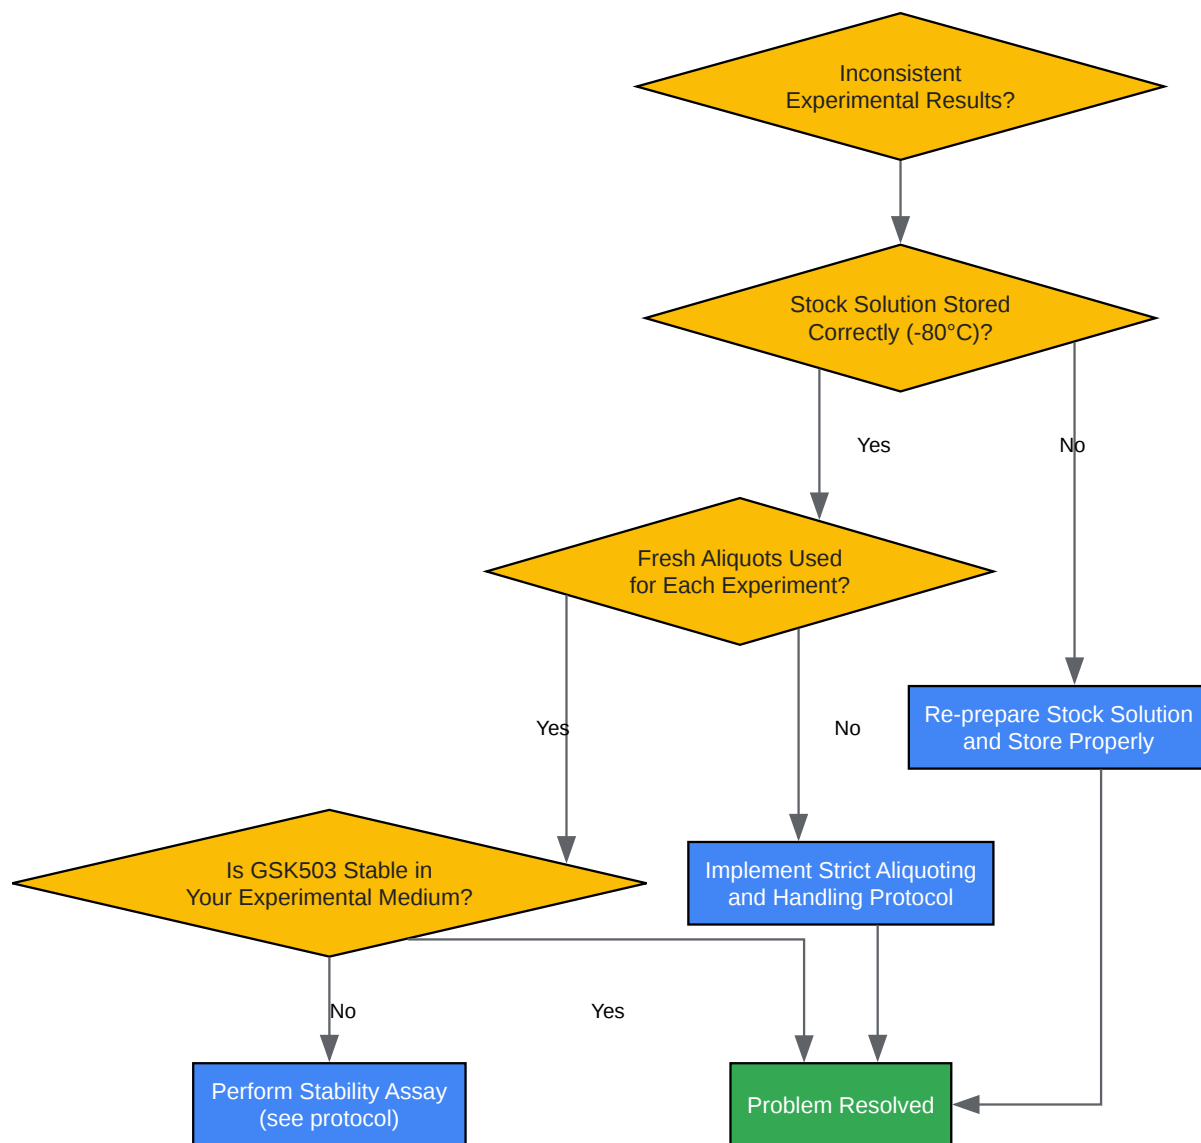 Inconsistent
Experimental Results?
Stock Solution Stored
Correctly (-80°C)?
Yes
No
Fresh Aliquots Used
for Each Experiment?
Yes
No
Re-prepare Stock Solution
and Store Properly
Is GSK503 Stable in
Your Experimental Medium?
Implement Strict Aliquoting
and Handling Protocol
No
Yes
Perform Stability Assay
(see protocol)
Problem Resolved